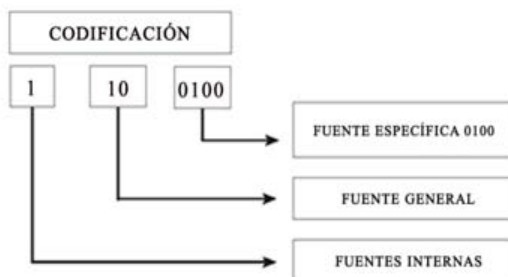 CODIFICACIÓN
1 10 0100
FUENTE ESPECÍFICA 0100
FUENTE GENERAL
FUENTES INTERNAS